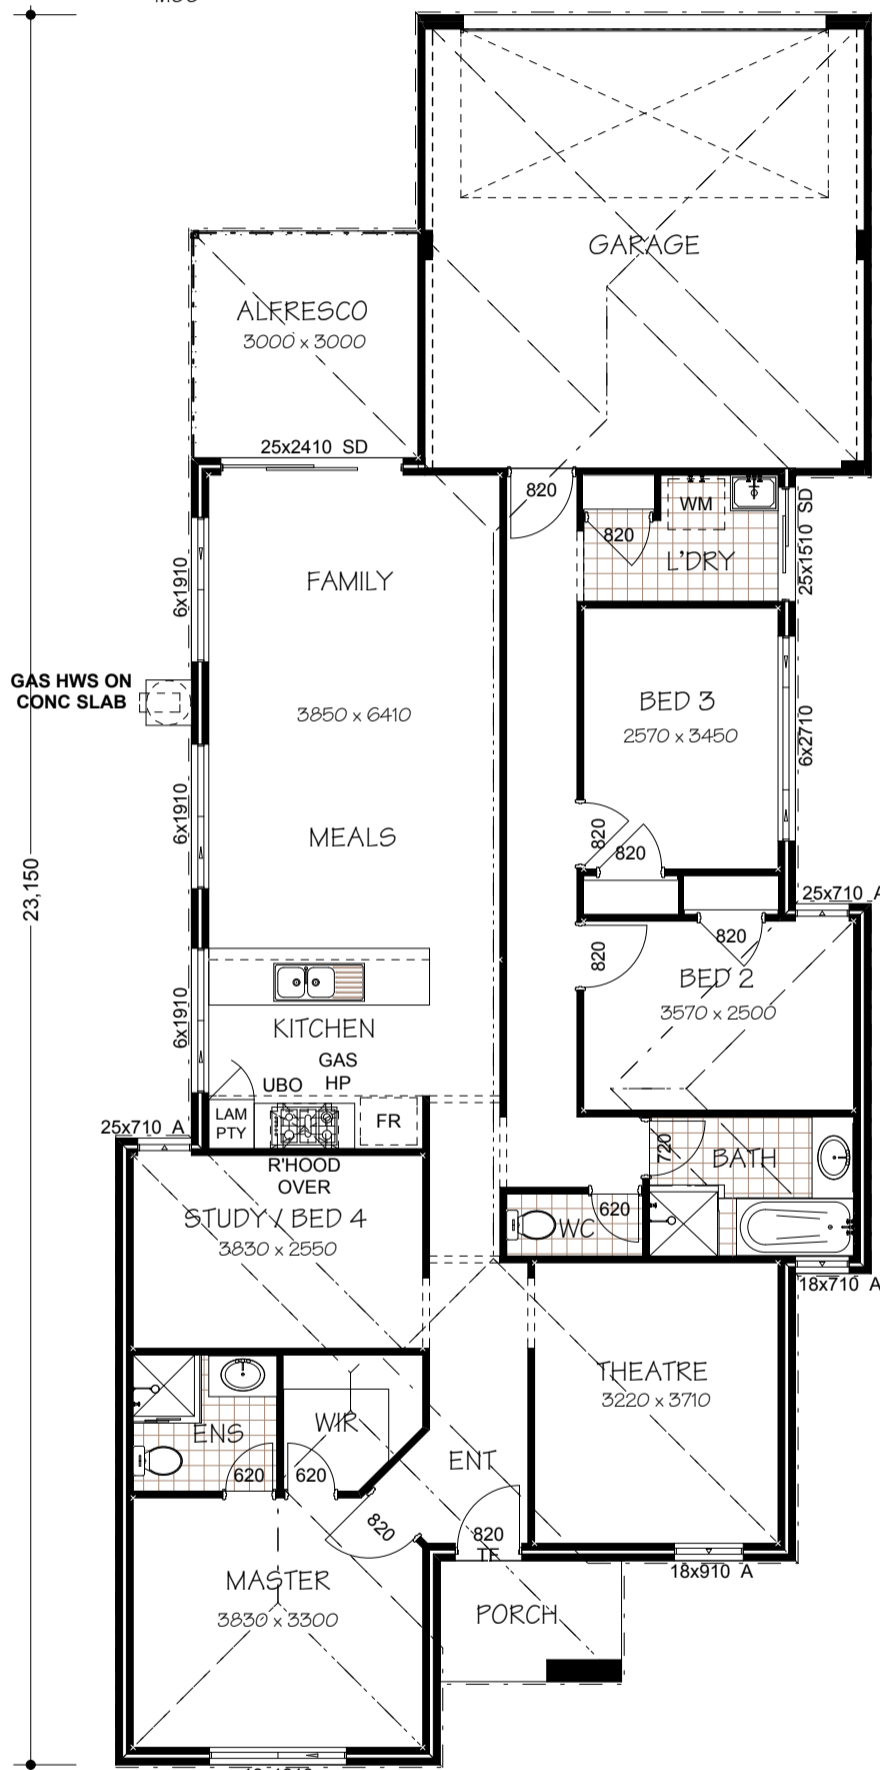 GARAGE
ALFRESCO
3000 x 3000
25x2410 SD
820
WM
820
L'DRY
25x1510 SD
FAMILY
6x1910
GAS HWS ON
CONC SLAB
3850 x 6410
BED 3
2570 x 3450
6x2710
6x1910
MEALS
820
820
23,150
25x710 A
820
820
BED 2
3570 x 2500
6x1910
KITCHEN
GAS
UBO HP
LAM
PTY
FR
25x710 A
R'HOOD
OVER
720
BATH
STUDY / BED 4
3830 x 2550
620
WC
18x710 A
THEATRE
3220 x 3710
ENS
WIR
620
620
ENT
820
820
18x910 A
MASTER
3830 x 3300
PORCH